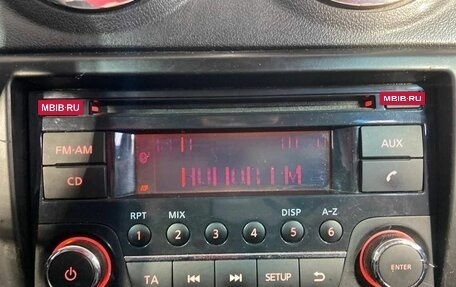 MBIB·RU
MBIB·RU
FM·AM
AUX
CD
RPT MIX DISP A-Z
1 2 3 4 5 6
TA
SETUP
ENTER